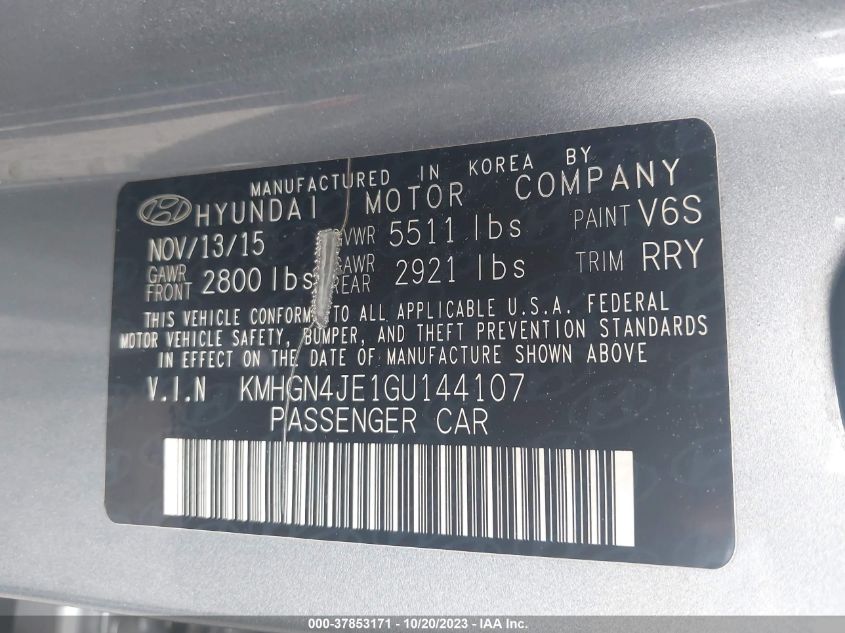 MANUFACTURED IN KOREA BY
HYUNDAI MOTOR COMPANY
NOV/13/15 GVWR 5511 lbs PAINT V6S
GAWR FRONT 2800 lbs GAWR REAR 2921 lbs TRIM RRY
THIS VEHICLE CONFORMS TO ALL APPLICABLE U.S.A. FEDERAL
MOTOR VEHICLE SAFETY, BUMPER, AND THEFT PREVENTION STANDARDS
IN EFFECT ON THE DATE OF MANUFACTURE SHOWN ABOVE
V.I.N KMHGN4JE1GU144107
PASSENGER CAR
000-37853171 - 10/20/2023 - IAA Inc.